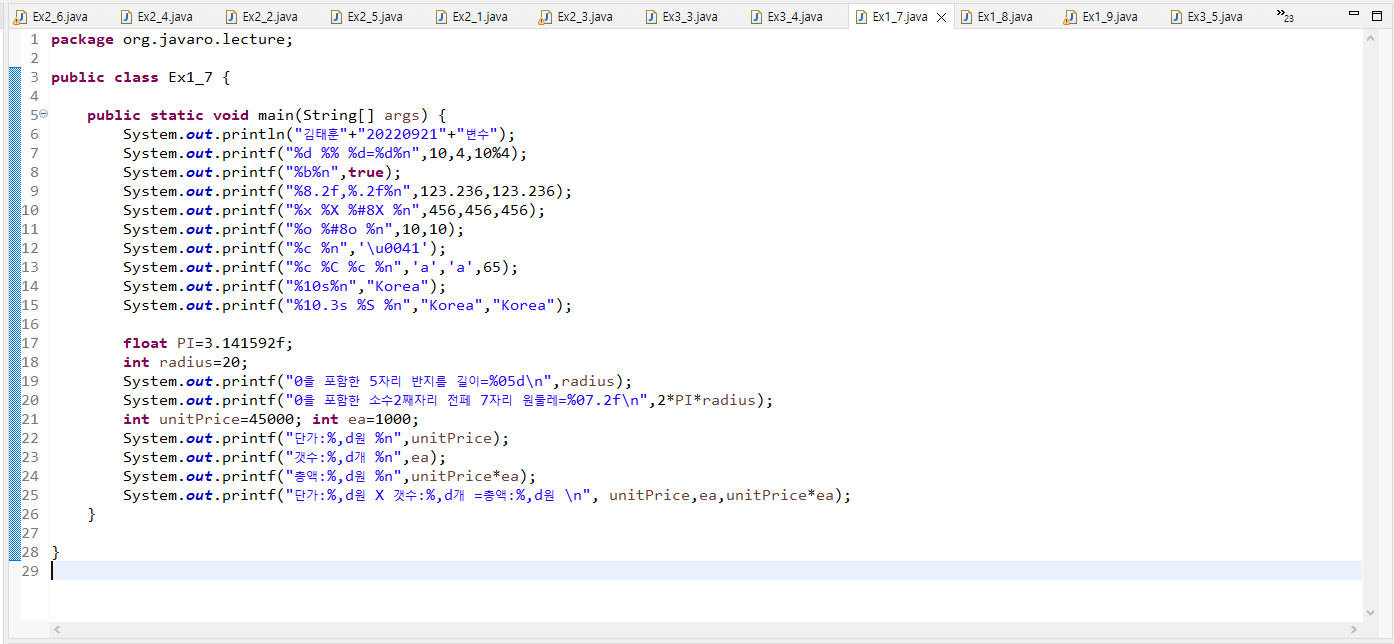 Ex2_6.java Ex2_4.java Ex2_2.java Ex2_5.java Ex2_1.java Ex2_3.java Ex3_3.java Ex3_4.java Ex1_7.java Ex1_8.java Ex1_9.java Ex3_5.java »23
1 package org.javaro.lecture;
2
3 public class Ex1_7 {
4
5 public static void main(String[] args) {
6 System.out.println("김태훈"+"20220921"+"변수");
7 System.out.printf("%d %% %d=%d%n",10,4,10%4);
8 System.out.printf("%b%n",true);
9 System.out.printf("%8.2f,%.2f%n",123.236,123.236);
10 System.out.printf("%x %X %#8X %n",456,456,456);
11 System.out.printf("%o %#8o %n",10,10);
12 System.out.printf("%c %n",'\u0041');
13 System.out.printf("%c %C %c %n",'a','a',65);
14 System.out.printf("%10s%n","Korea");
15 System.out.printf("%10.3s %S %n","Korea","Korea");
16
17 float PI=3.141592f;
18 int radius=20;
19 System.out.printf("0을 포함한 5자리 반지름 길이=%05d\n",radius);
20 System.out.printf("0을 포함한 소수2째자리 전페 7자리 원둘레=%07.2f\n",2*PI*radius);
21 int unitPrice=45000; int ea=1000;
22 System.out.printf("단가:%,d원 %n",unitPrice);
23 System.out.printf("갯수:%,d개 %n",ea);
24 System.out.printf("총액:%,d원 %n",unitPrice*ea);
25 System.out.printf("단가:%,d원 X 갯수:%,d개 =총액:%,d원 \n", unitPrice,ea,unitPrice*ea);
26 }
27
28 }
29